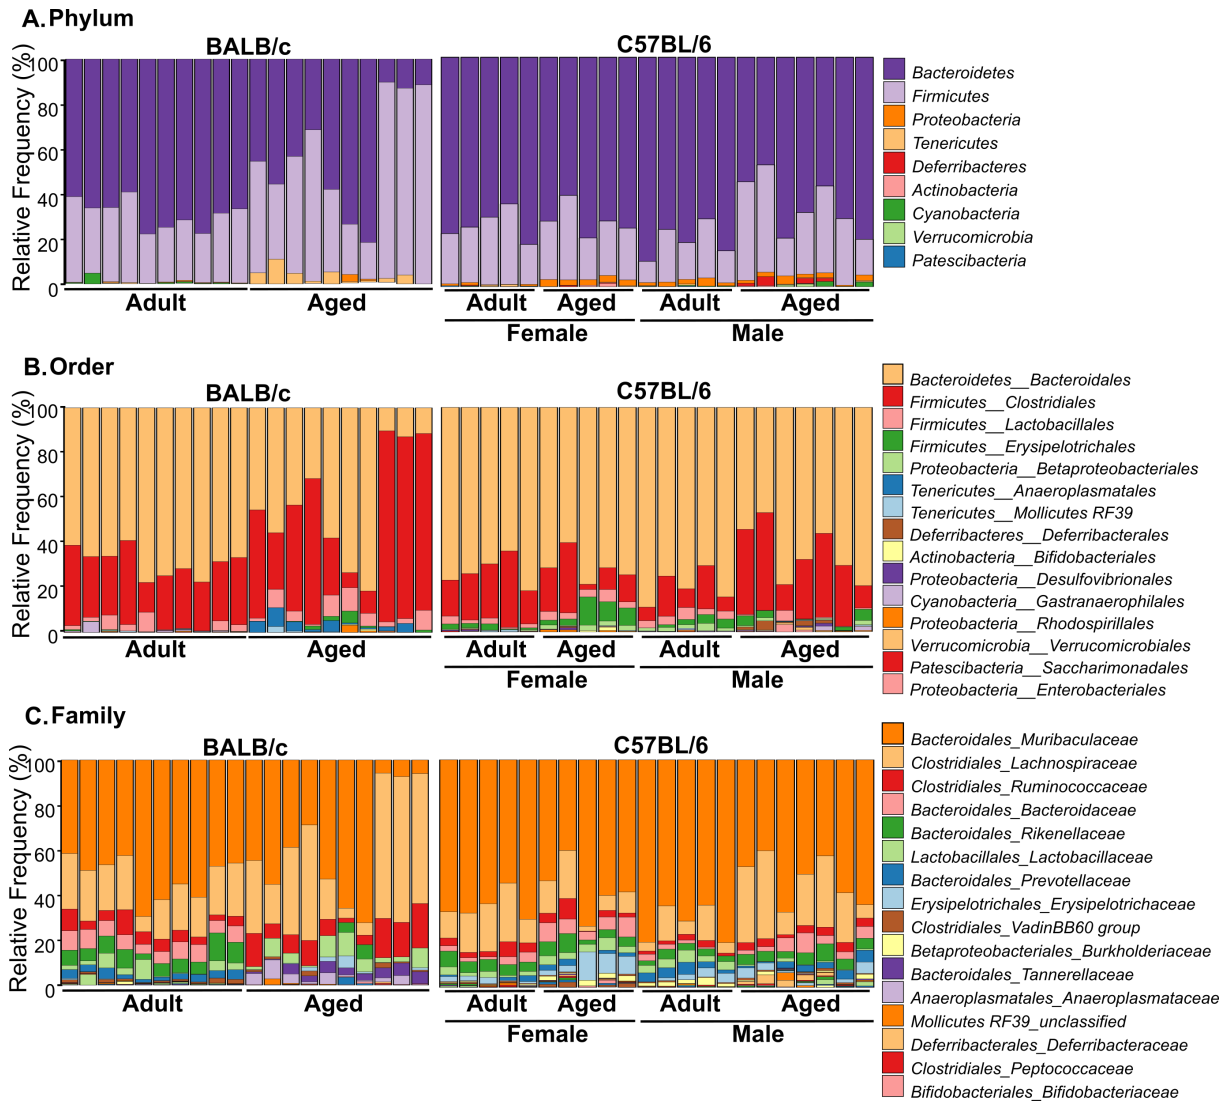 A. Phylum
BALB/c
C57BL/6
Relative Frequency (%)
100
80
60
40
20
0
Adult
Aged
Adult
Aged
Adult
Aged
Female
Male
Bacteroidetes
Firmicutes
Proteobacteria
Tenericutes
Deferribacteres
Actinobacteria
Cyanobacteria
Verrucomicrobia
Patescibacteria
B. Order
BALB/c
C57BL/6
Relative Frequency (%)
100
80
60
40
20
0
Adult
Aged
Adult
Aged
Adult
Aged
Female
Male
Bacteroidetes__Bacteroidales
Firmicutes__Clostridiales
Firmicutes__Lactobacillales
Firmicutes__Erysipelotrichales
Proteobacteria__Betaproteobacteriales
Tenericutes__Anaeroplasmatales
Tenericutes__Mollicutes RF39
Deferribacteres__Deferribacterales
Actinobacteria__Bifidobacteriales
Proteobacteria__Desulfovibrionales
Cyanobacteria__Gastranaerophilales
Proteobacteria__Rhodospirillales
Verrucomicrobia__Verrucomicrobiales
Patescibacteria__Saccharimonadales
Proteobacteria__Enterobacteriales
C. Family
BALB/c
C57BL/6
Relative Frequency (%)
100
80
60
40
20
0
Adult
Aged
Adult
Aged
Adult
Aged
Female
Male
Bacteroidales_Muribaculaceae
Clostridiales_Lachnospiraceae
Clostridiales_Ruminococcaceae
Bacteroidales_Bacteroidaceae
Bacteroidales_Rikenellaceae
Lactobacillales_Lactobacillaceae
Bacteroidales_Prevotellaceae
Erysipelotrichales_Erysipelotrichaceae
Clostridiales_VadinBB60 group
Betaproteobacteriales_Burkholderiaceae
Bacteroidales_Tannerellaceae
Anaeroplasmatales_Anaeroplasmataceae
Mollicutes RF39_unclassified
Deferribacterales_Deferribacteraceae
Clostridiales_Peptococcaceae
Bifidobacteriales_Bifidobacteriaceae